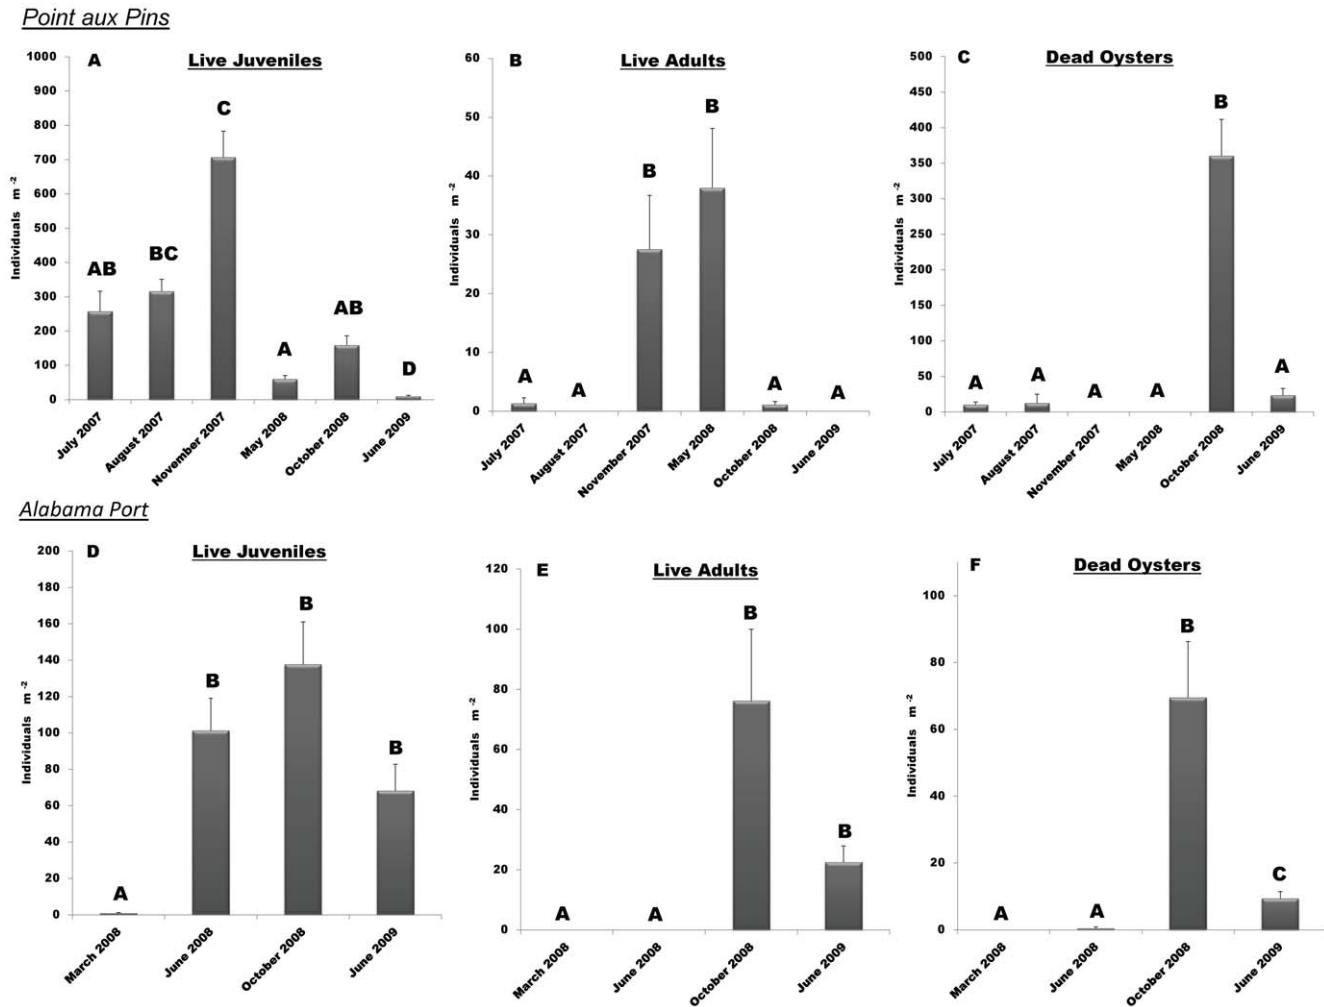 Point aux Pins
A Live Juveniles
Individuals m -2
1000
900
800
700
600
500
400
300
200
100
0
AB
BC
C
A
AB
D
July 2007
August 2007
November 2007
May 2008
October 2008
June 2009
B Live Adults
Individuals m -2
60
50
40
30
20
10
0
A
A
B
B
A
A
July 2007
August 2007
November 2007
May 2008
October 2008
June 2009
C Dead Oysters
Individuals m -2
500
450
400
350
300
250
200
150
100
50
0
A
A
A
A
B
A
July 2007
August 2007
November 2007
May 2008
October 2008
June 2009
Alabama Port
D Live Juveniles
Individuals m -2
200
180
160
140
120
100
80
60
40
20
0
A
B
B
B
March 2008
June 2008
October 2008
June 2009
E Live Adults
Individuals m -2
120
100
80
60
40
20
0
A
A
B
B
March 2008
June 2008
October 2008
June 2009
F Dead Oysters
Individuals m -2
100
80
60
40
20
0
A
A
B
C
March 2008
June 2008
October 2008
June 2009